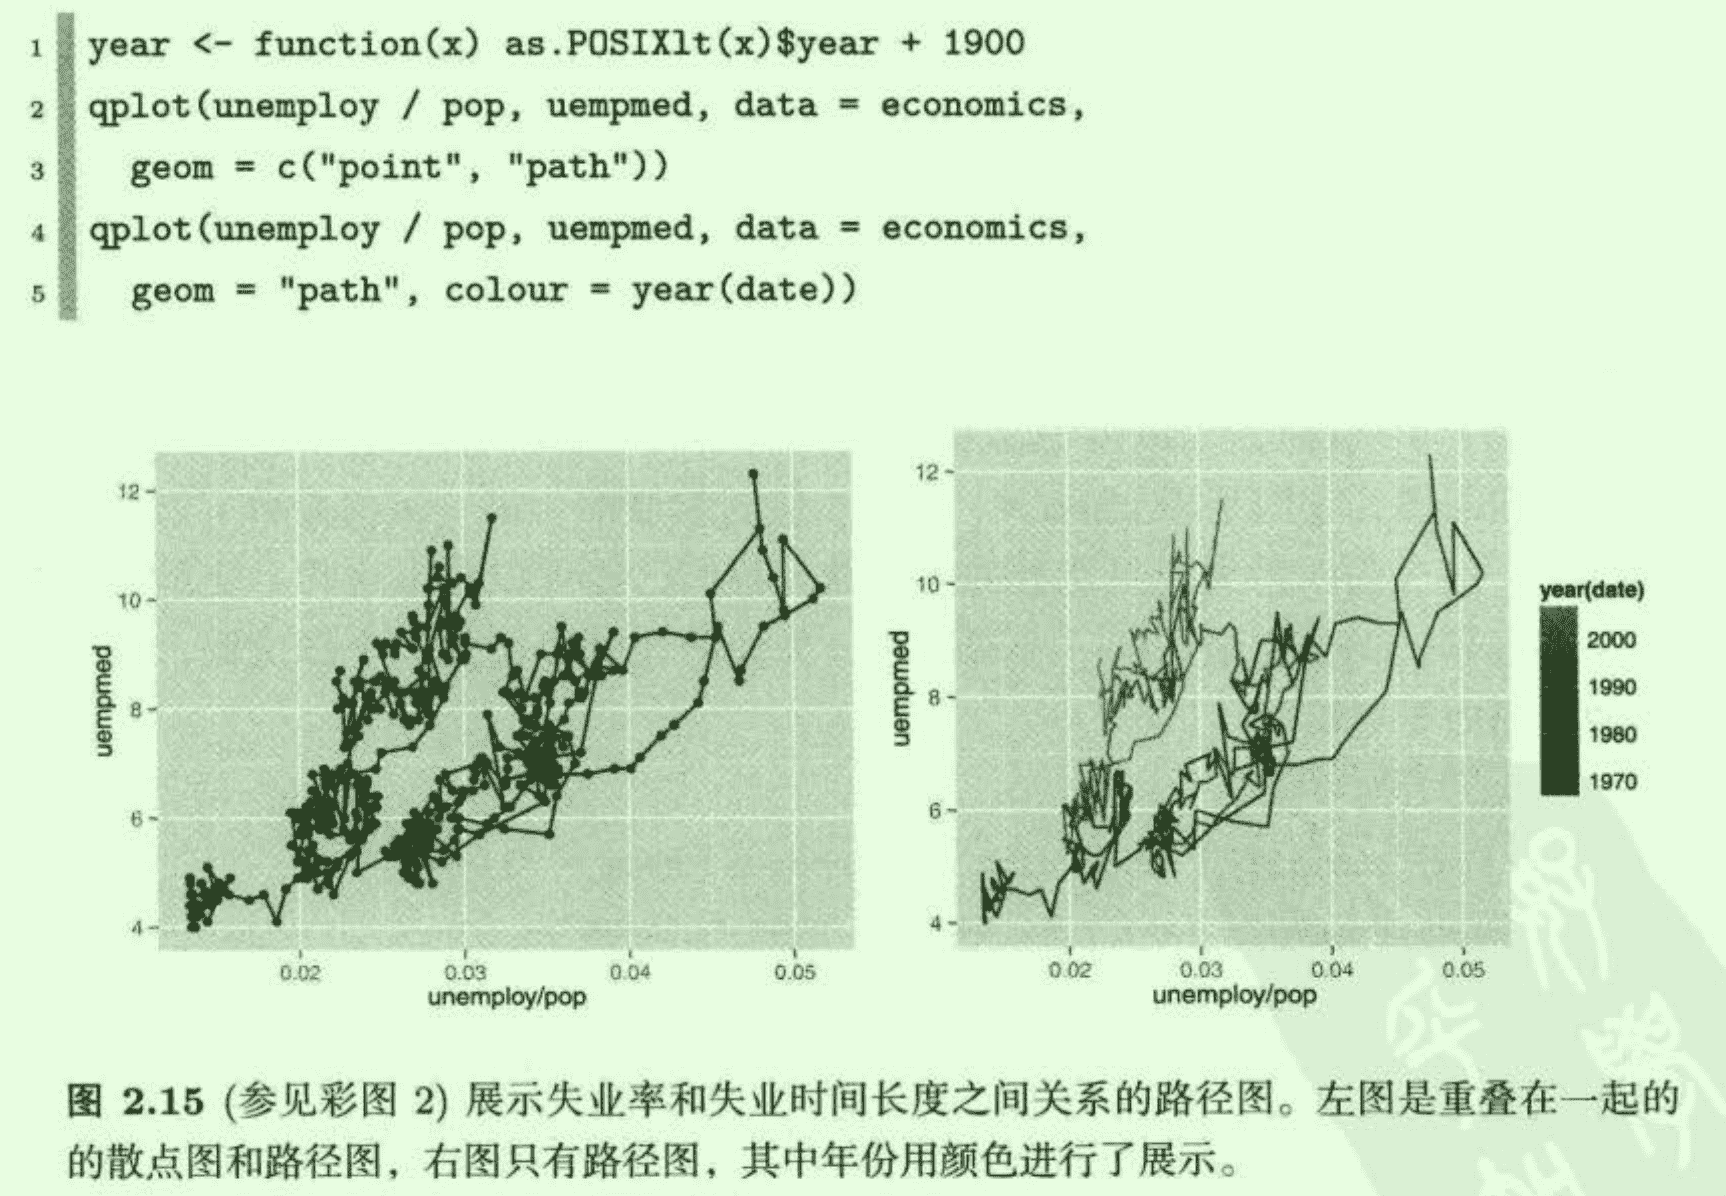 1 year <- function(x) as.POSIXlt(x)$year + 1900
2 qplot(unemploy / pop, uempmed, data = economics,
3 geom = c("point", "path"))
4 qplot(unemploy / pop, uempmed, data = economics,
5 geom = "path", colour = year(date))
12
10
8
6
4
uempmed
0.02 0.03 0.04 0.05
unemploy/pop
12
10
8
6
4
uempmed
0.02 0.03 0.04 0.05
unemploy/pop
year(date)
2000
1990
1980
1970
图 2.15 (参见彩图 2) 展示失业率和失业时间长度之间关系的路径图。左图是重叠在一起的
的散点图和路径图，右图只有路径图，其中年份用颜色进行了展示。